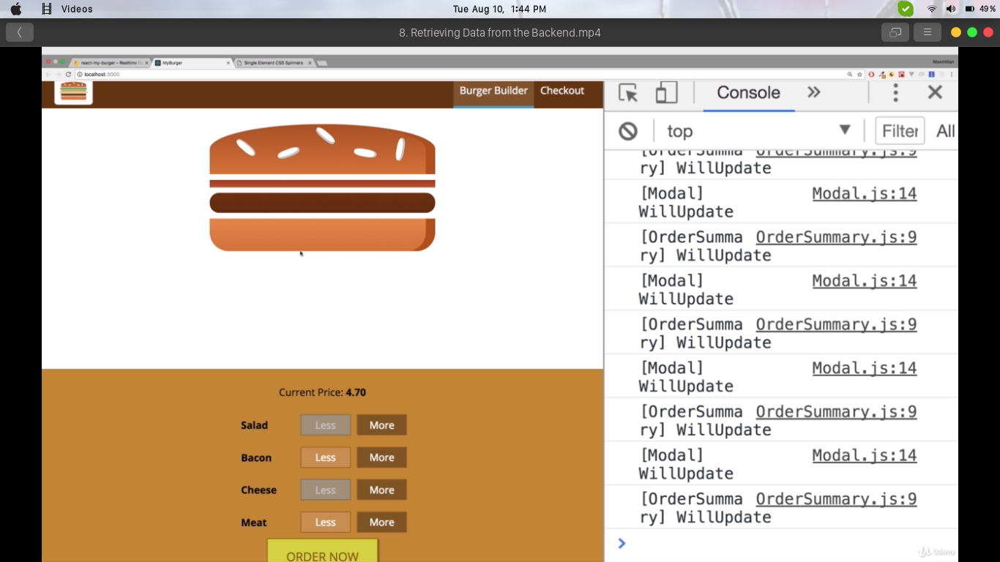 Videos
Tue Aug 10, 1:44 PM
49%
8. Retrieving Data from the Backend.mp4
react-my-burger – Realtime D
MyBurger
Single Element CSS Spinners
Maximilian
localhost:3000
Burger Builder
Checkout
Current Price: 4.70
Salad Less More
Bacon Less More
Cheese Less More
Meat Less More
ORDER NOW
Console
top
Filter
All
[OrderSumma OrderSummary.js:9
ry] WillUpdate
[Modal] Modal.js:14
WillUpdate
[OrderSumma OrderSummary.js:9
ry] WillUpdate
[Modal] Modal.js:14
WillUpdate
[OrderSumma OrderSummary.js:9
ry] WillUpdate
[Modal] Modal.js:14
WillUpdate
[OrderSumma OrderSummary.js:9
ry] WillUpdate
[Modal] Modal.js:14
WillUpdate
[OrderSumma OrderSummary.js:9
ry] WillUpdate
Udemy